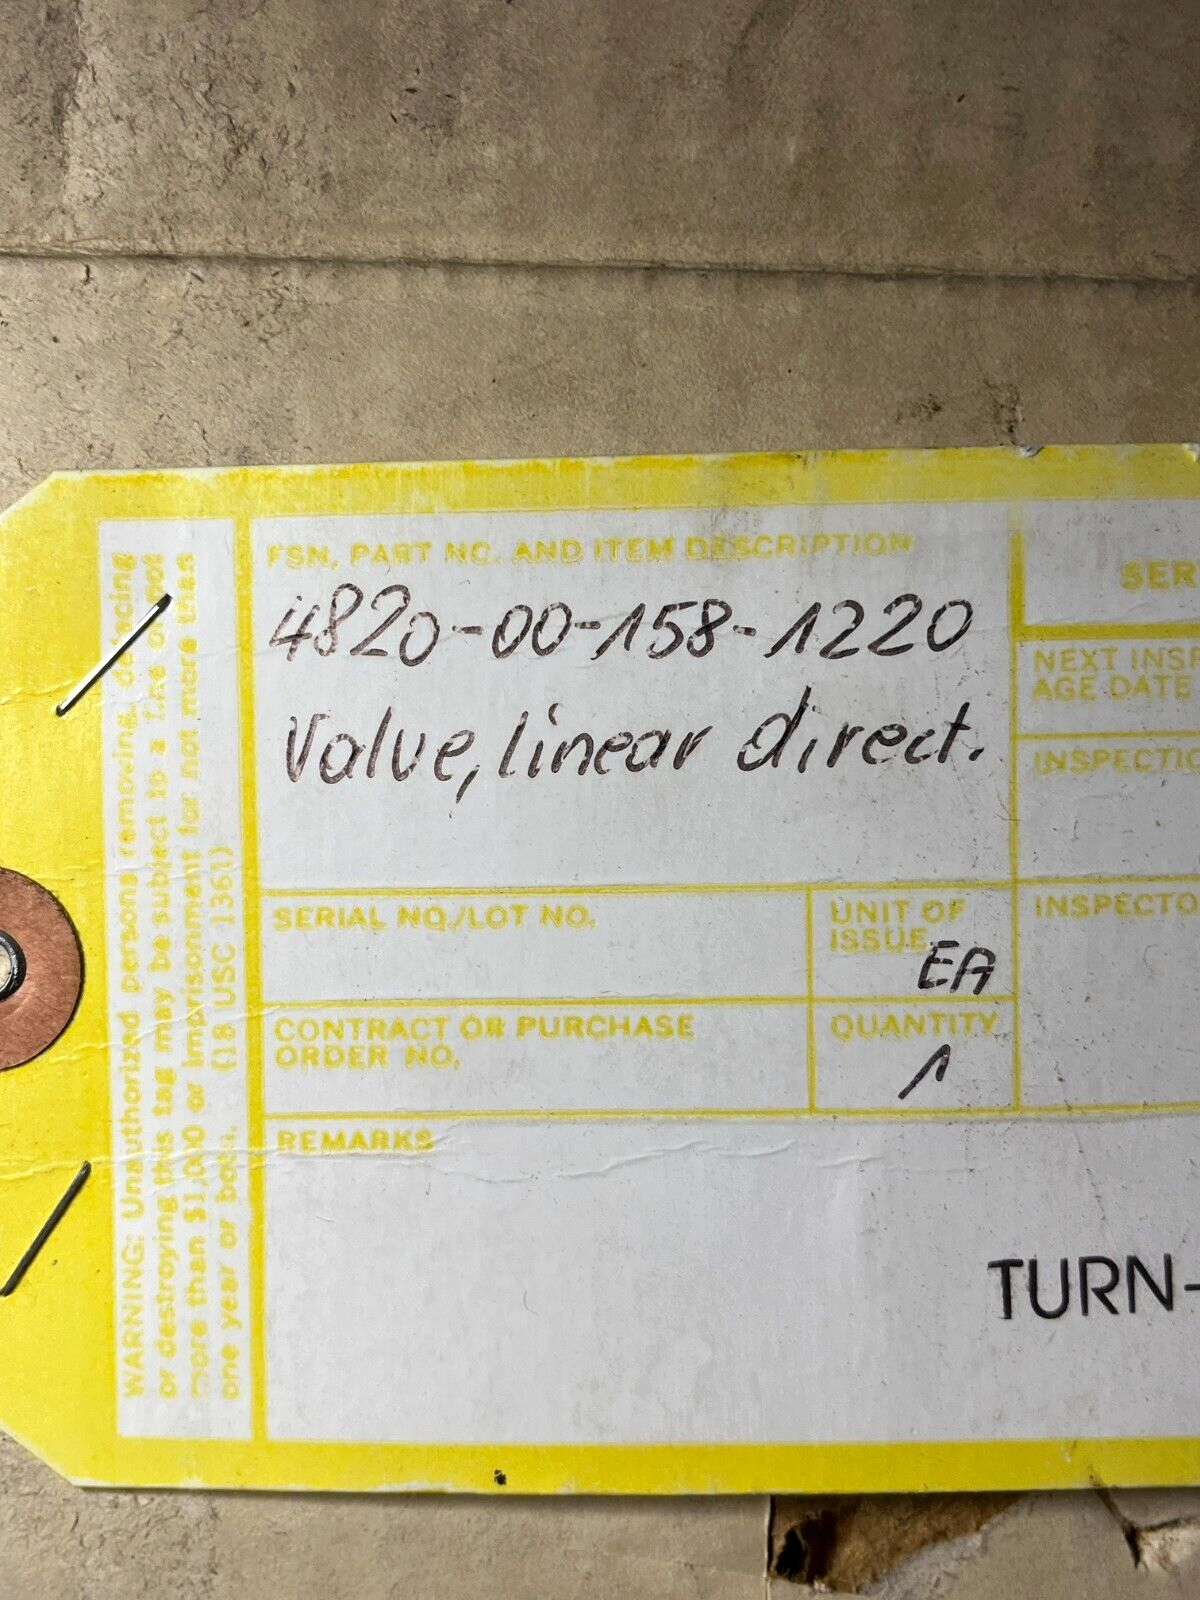 WARNING: Unauthorized persons removing, defacing
or destroying this tag may be subject to a fine of not
more than $1,000 or imprisonment for not more than
one year or both. (18 USC 1361)
FSN, PART NO. AND ITEM DESCRIPTION
4820-00-158-1220
Valve, linear direct.
SERIAL NO./LOT NO.
UNIT OF
ISSUE
EA
CONTRACT OR PURCHASE
ORDER NO.
QUANTITY
1
REMARKS
TURN-
SER
NEXT INSP
AGE DATE
INSPECTIO
INSPECTO